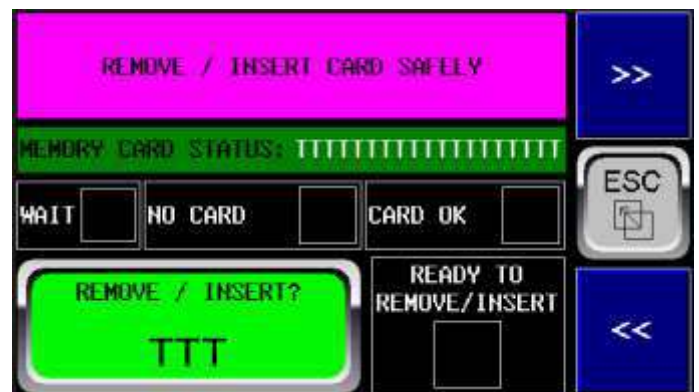 REMOVE / INSERT CARD SAFELY
>>
MEMORY CARD STATUS: TTTTTTTTTTTTTTTTTTT
ESC
WAIT
NO CARD
CARD OK
REMOVE / INSERT?
TTT
READY TO
REMOVE/INSERT
<<